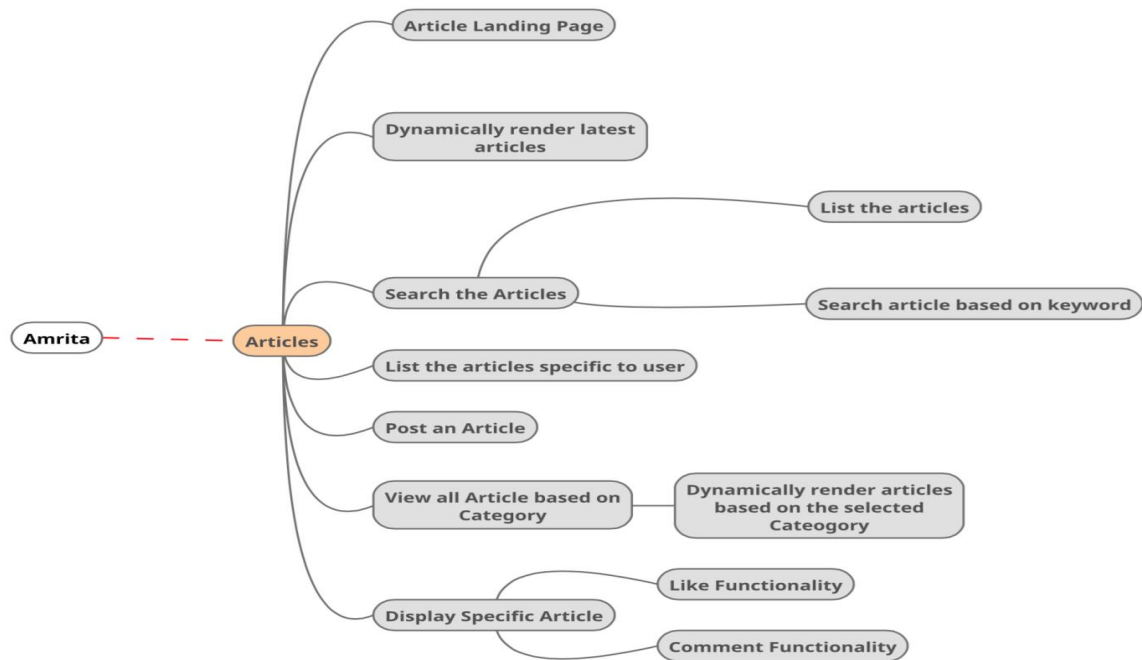 Article Landing Page
Dynamically render latest
articles
List the articles
Search the Articles
Search article based on keyword
Amrita
Articles
List the articles specific to user
Post an Article
View all Article based on
Category
Dynamically render articles
based on the selected
Cateogory
Like Functionality
Display Specific Article
Comment Functionality